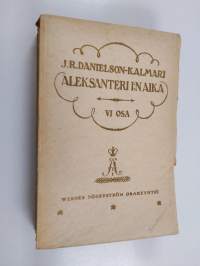 J.R.DANIELSON-KALMARI
ALEKSANTERI I:N AIKA
VI OSA
WERNER SÖDERSTRÖM OSAKEYHTIÖ